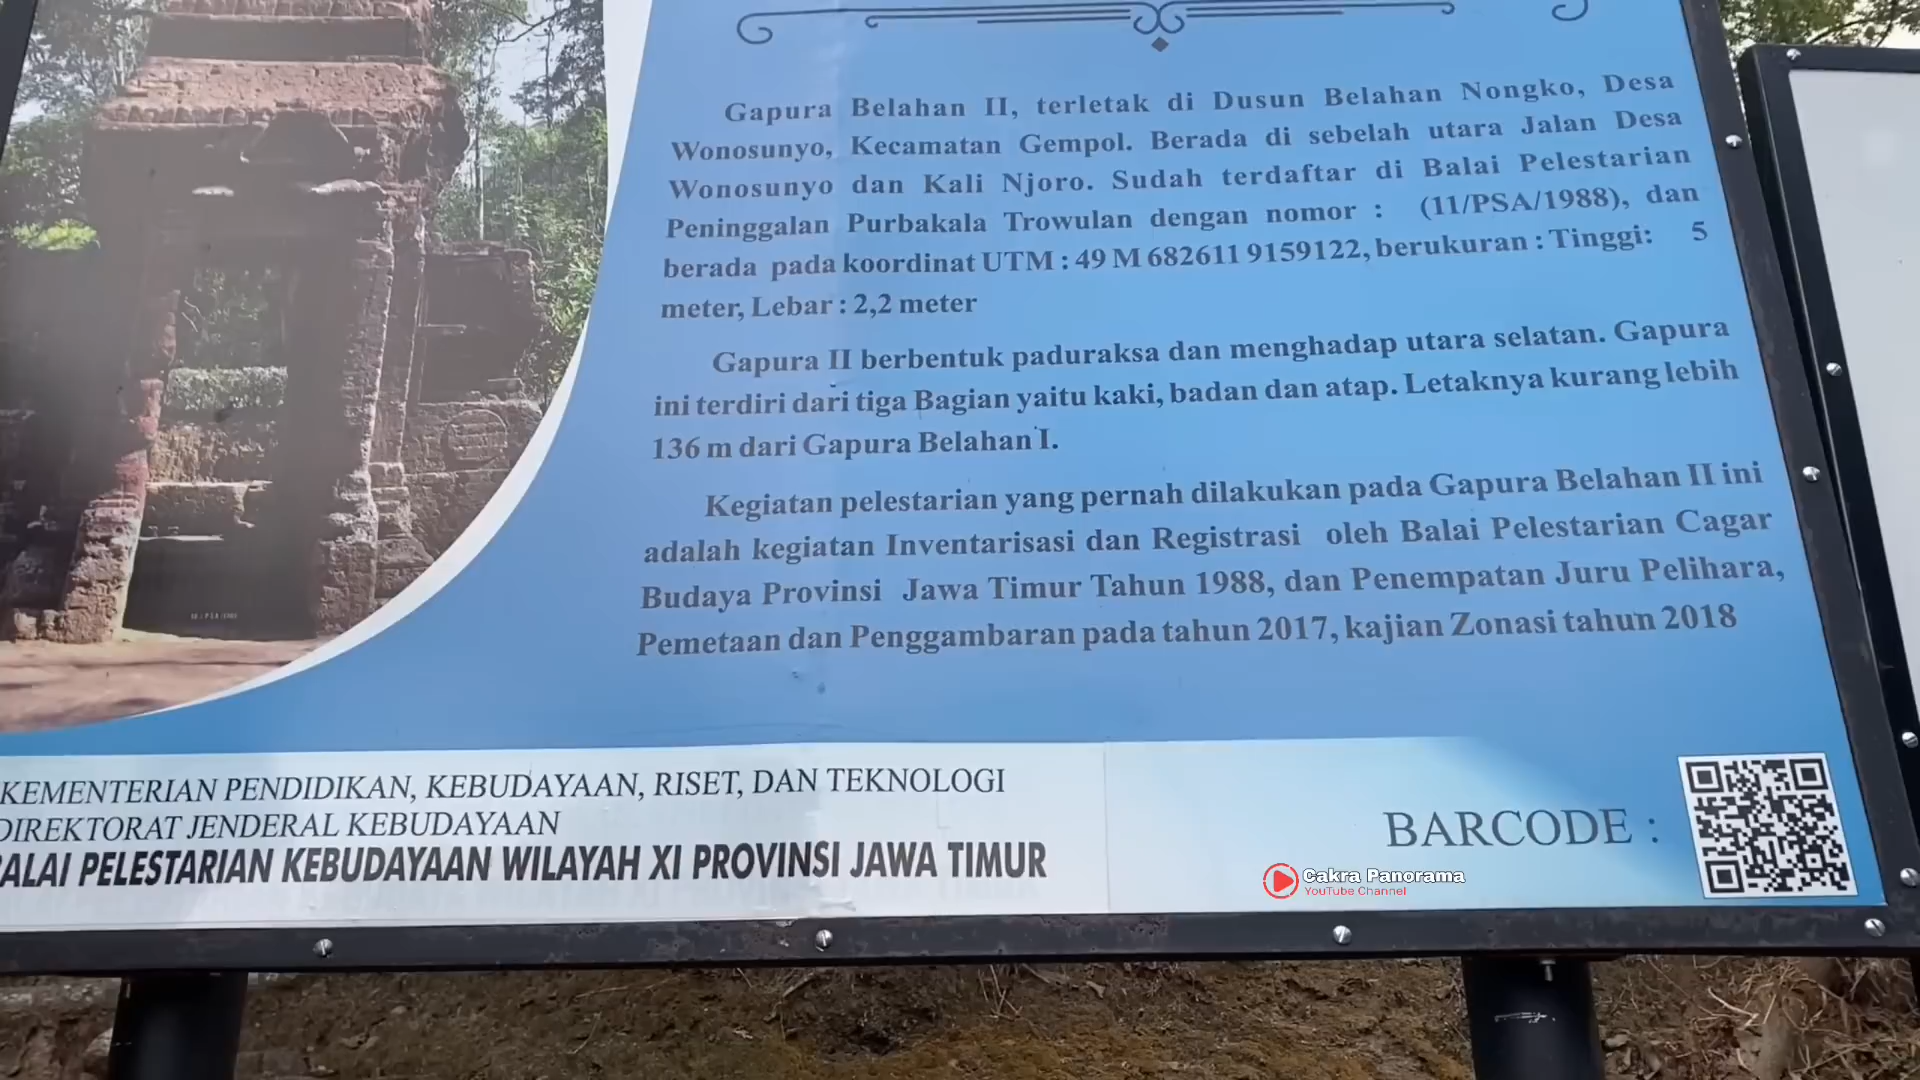 Gapura Belahan II, terletak di Dusun Belahan Nongko, Desa
Wonosunyo, Kecamatan Gempol. Berada di sebelah utara Jalan Desa
Wonosunyo dan Kali Njoro. Sudah terdaftar di Balai Pelestarian
Peninggalan Purbakala Trowulan dengan nomor : (11/PSA/1988), dan
berada pada koordinat UTM : 49 M 682611 9159122, berukuran : Tinggi: 5
meter, Lebar : 2,2 meter
Gapura II berbentuk paduraksa dan menghadap utara selatan. Gapura
ini terdiri dari tiga Bagian yaitu kaki, badan dan atap. Letaknya kurang lebih
136 m dari Gapura Belahan I.
Kegiatan pelestarian yang pernah dilakukan pada Gapura Belahan II ini
adalah kegiatan Inventarisasi dan Registrasi oleh Balai Pelestarian Cagar
Budaya Provinsi Jawa Timur Tahun 1988, dan Penempatan Juru Pelihara,
Pemetaan dan Penggambaran pada tahun 2017, kajian Zonasi tahun 2018
KEMENTERIAN PENDIDIKAN, KEBUDAYAAN, RISET, DAN TEKNOLOGI
DIREKTORAT JENDERAL KEBUDAYAAN
BALAI PELESTARIAN KEBUDAYAAN WILAYAH XI PROVINSI JAWA TIMUR
BARCODE :
Cakra Panorama
YouTube Channel